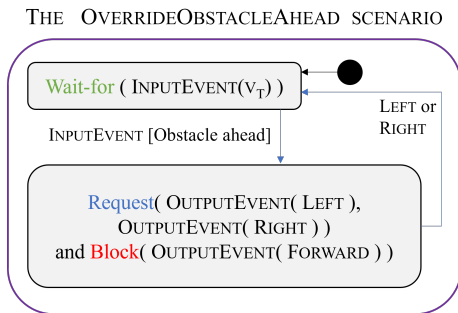 THE OVERRIDEOBSTACLEAHEAD SCENARIO
Wait-for ( INPUTEVENT(VT) )
LEFT or
RIGHT
INPUTEVENT [Obstacle ahead]
Request( OUTPUTEVENT( LEFT ),
OUTPUTEVENT( RIGHT ) )
and Block( OUTPUTEVENT( FORWARD ) )